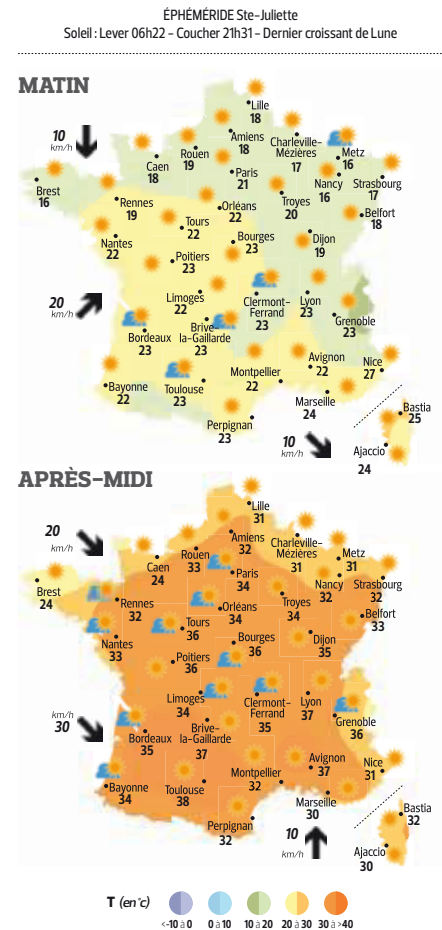 ÉPHÉMÉRIDE Ste-Juliette
Soleil : Lever 06h22 - Coucher 21h31 - Dernier croissant de Lune
MATIN
Lille
18
10
km/h
Amiens
18
Charleville-
Mézières
17
Metz
16
Rouen
19
Caen
18
Paris
21
Nancy
16
Strasbourg
17
Brest
16
Rennes
19
Orléans
22
Troyes
20
Belfort
18
Tours
22
Nantes
22
Bourges
23
Dijon
19
Poitiers
23
20
km/h
Limoges
22
Clermont-
Ferrand
23
Lyon
23
Grenoble
23
Bordeaux
23
Brive-
la-Gaillarde
23
Avignon
22
Nice
27
Bayonne
22
Toulouse
23
Montpellier
22
Marseille
24
Perpignan
23
Bastia
25
10
km/h
Ajaccio
24
APRÈS-MIDI
Lille
31
20
km/h
Amiens
32
Charleville-
Mézières
31
Metz
31
Rouen
33
Caen
24
Paris
34
Nancy
32
Strasbourg
32
Brest
24
Rennes
32
Orléans
34
Troyes
34
Belfort
33
Tours
36
Nantes
33
Bourges
36
Dijon
35
Poitiers
36
Limoges
34
Clermont-
Ferrand
35
Lyon
37
Grenoble
36
30
km/h
Bordeaux
35
Brive-
la-Gaillarde
37
Avignon
37
Nice
31
Bayonne
34
Toulouse
38
Montpellier
32
Marseille
30
Perpignan
32
Bastia
32
10
km/h
Ajaccio
30
T (en°c)
<-10 à 0
0 à 10
10 à 20
20 à 30
30 à >40